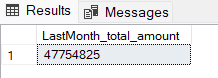 Results Messages
LastMonth_total_amount
1 47754825